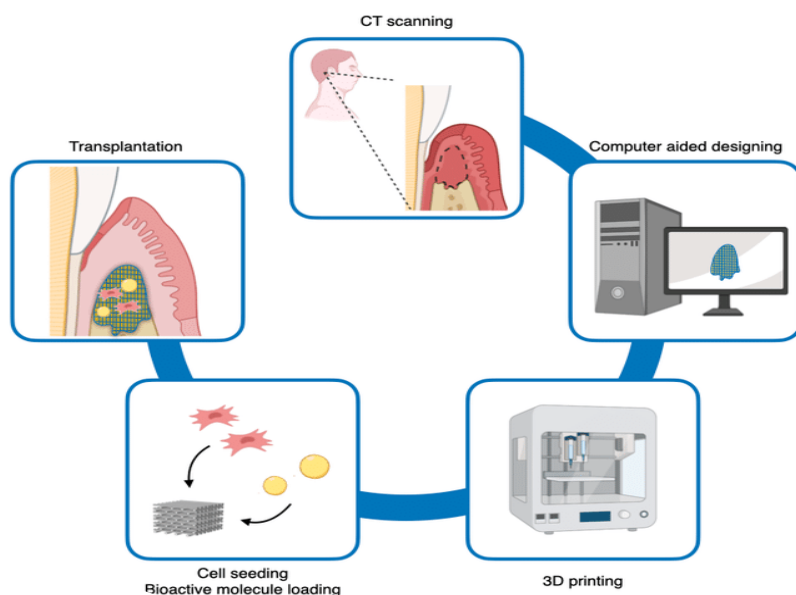 CT scanning
Transplantation
Computer aided designing
Cell seeding
Bioactive molecule loading
3D printing